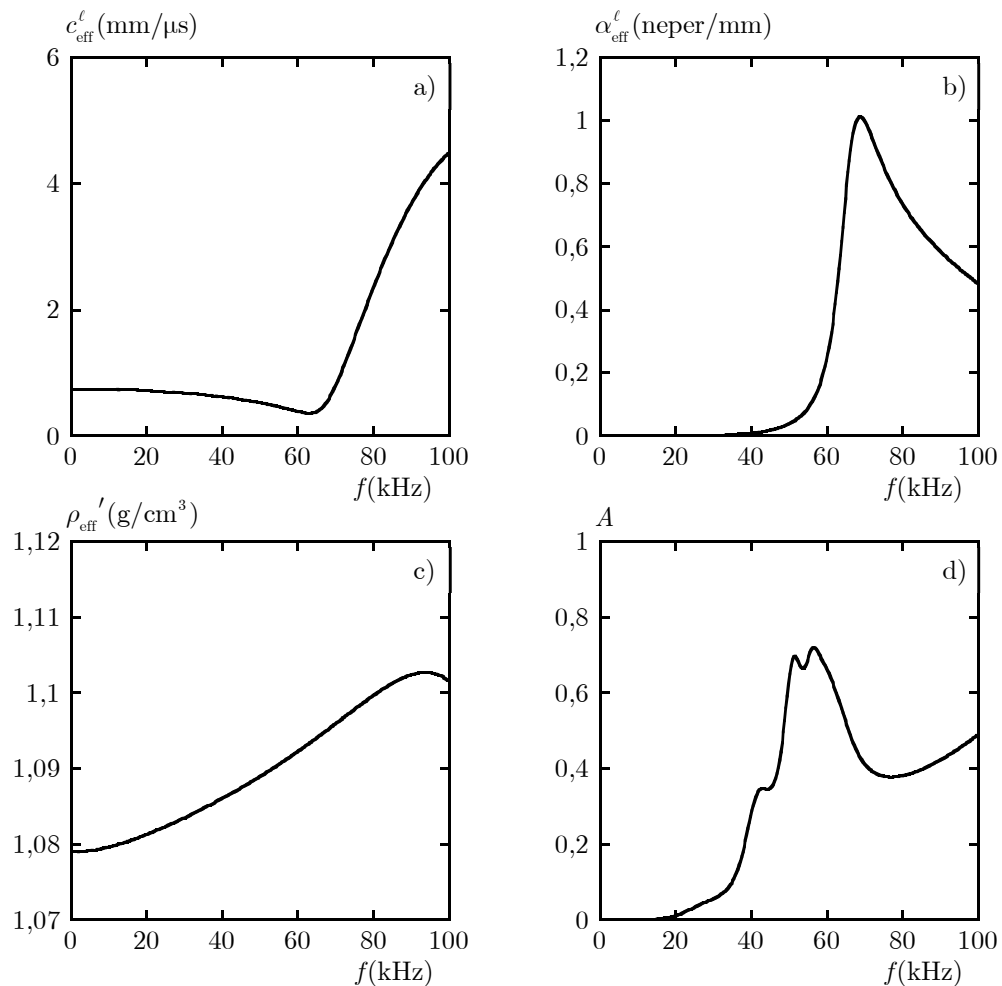 c^ℓ_eff (mm/μs)
a)
6
4
2
0
0 20 40 60 80 100
f(kHz)
α^ℓ_eff (neper/mm)
b)
1,2
1
0,8
0,6
0,4
0,2
0
0 20 40 60 80 100
f(kHz)
ρ_eff′ (g/cm³)
c)
1,12
1,11
1,1
1,09
1,08
1,07
0 20 40 60 80 100
f(kHz)
A
d)
1
0,8
0,6
0,4
0,2
0
0 20 40 60 80 100
f(kHz)